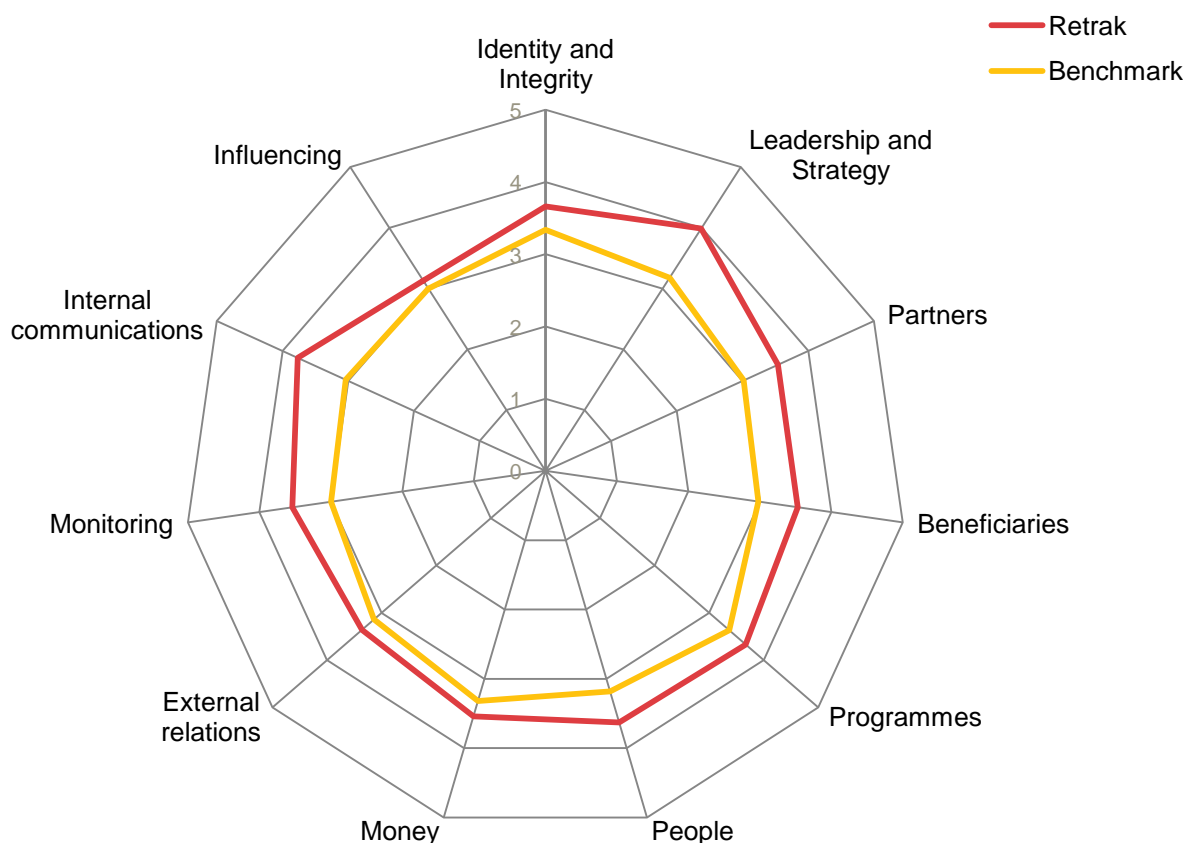 Retrak
Benchmark
Identity and
Integrity
5
Leadership and
Strategy
Influencing
4
3
Internal
communications
Partners
2
1
0
Monitoring
Beneficiaries
External
relations
Programmes
Money
People